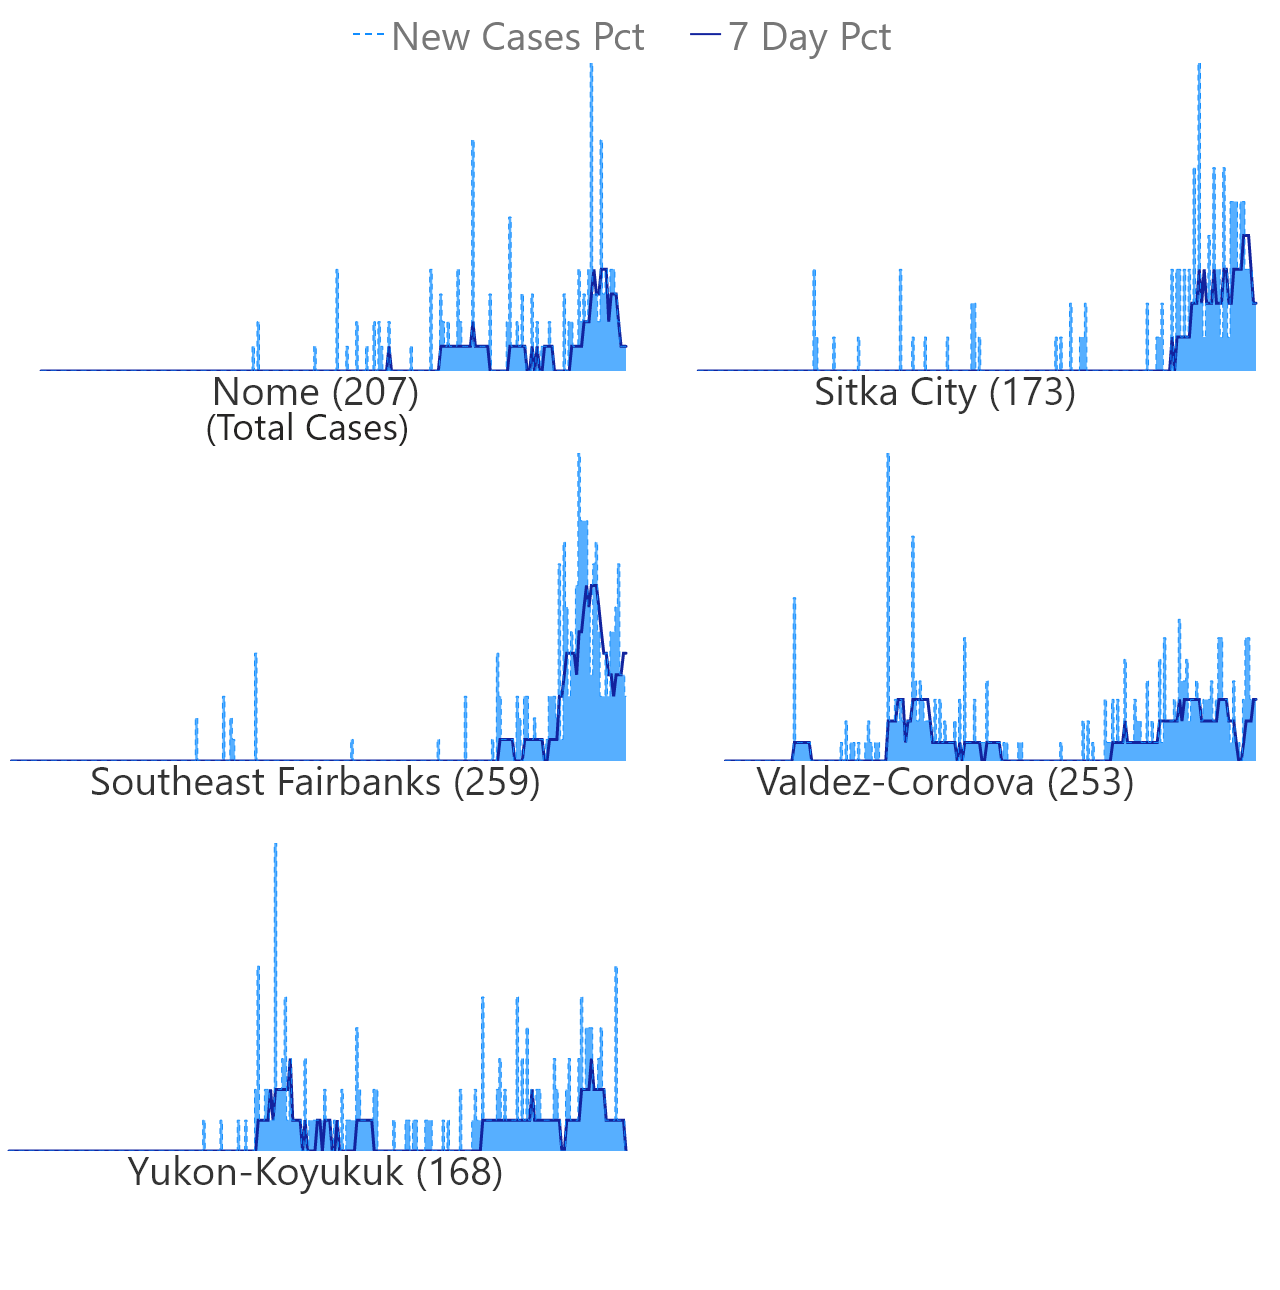 New Cases Pct 7 Day Pct
Nome (207)
(Total Cases)
Sitka City (173)
Southeast Fairbanks (259)
Valdez-Cordova (253)
Yukon-Koyukuk (168)